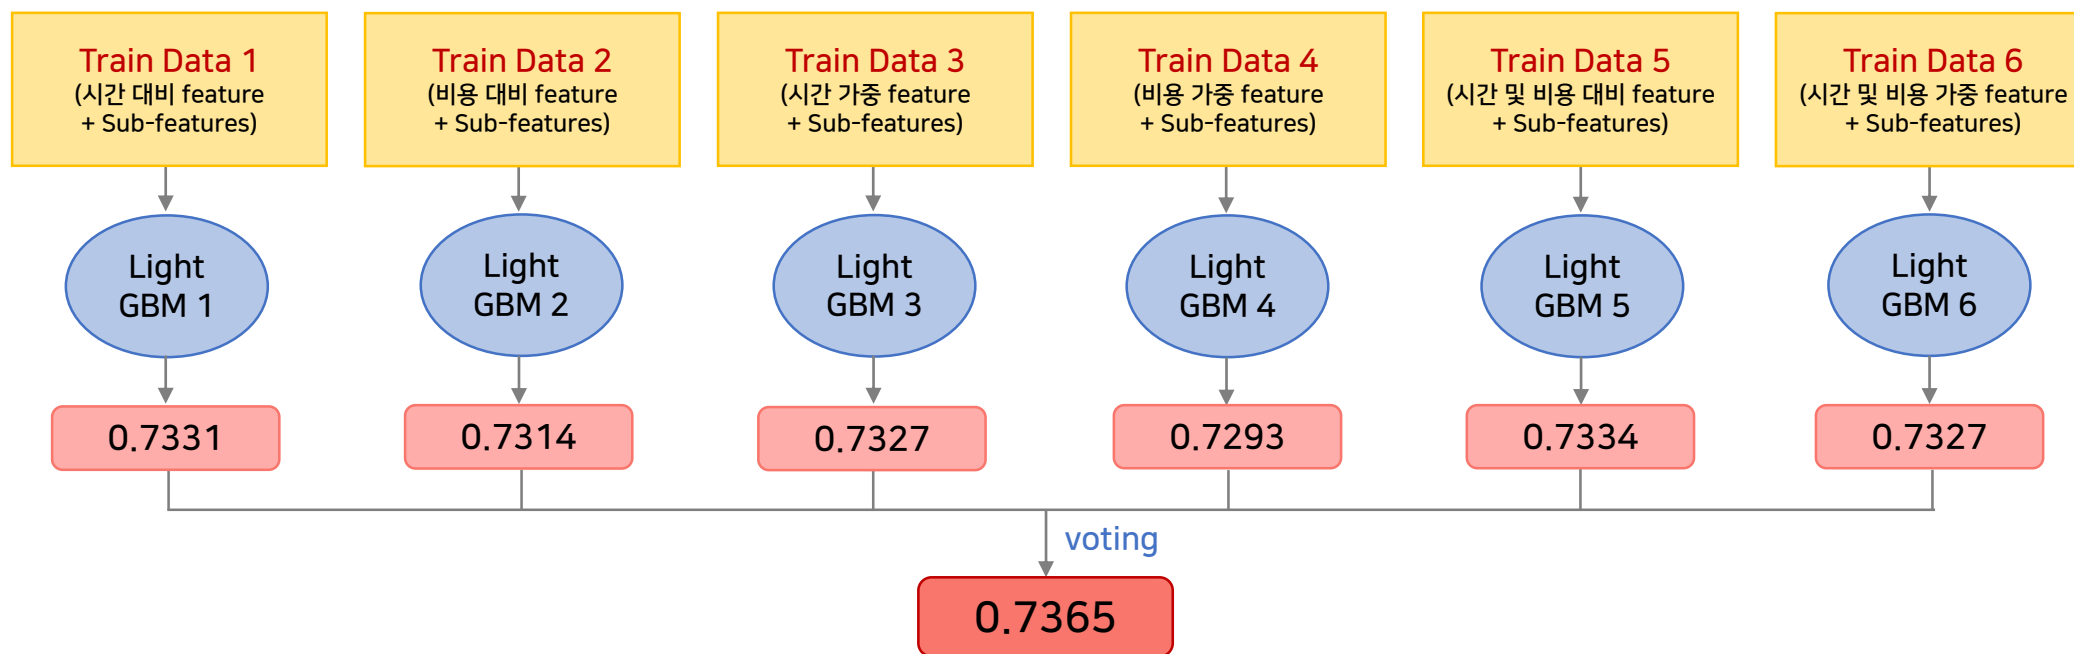 Train Data 1
(시간 대비 feature
+ Sub-features)
Train Data 2
(비용 대비 feature
+ Sub-features)
Train Data 3
(시간 가중 feature
+ Sub-features)
Train Data 4
(비용 가중 feature
+ Sub-features)
Train Data 5
(시간 및 비용 대비 feature
+ Sub-features)
Train Data 6
(시간 및 비용 가중 feature
+ Sub-features)
Light
GBM 1
Light
GBM 2
Light
GBM 3
Light
GBM 4
Light
GBM 5
Light
GBM 6
0.7331
0.7314
0.7327
0.7293
0.7334
0.7327
voting
0.7365